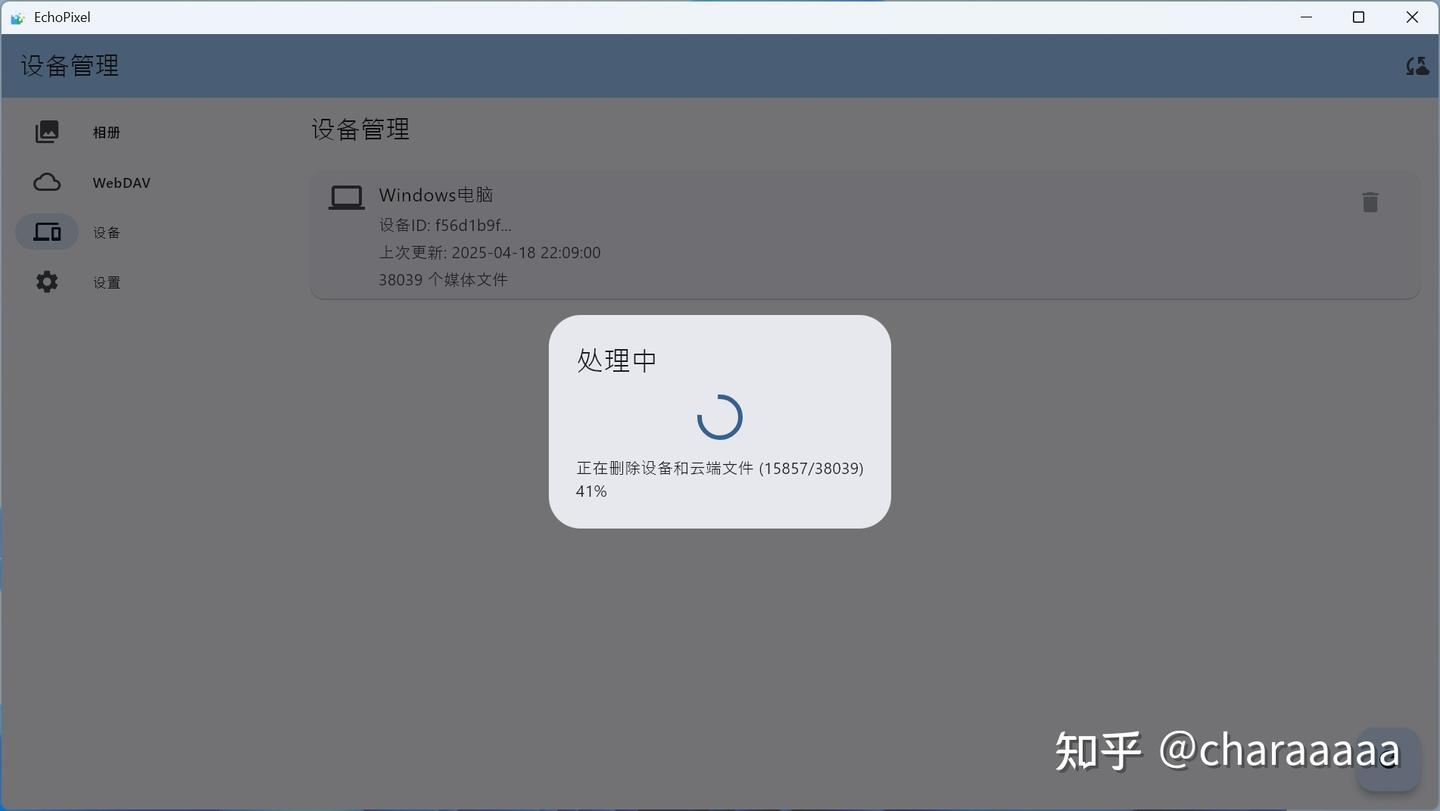 EchoPixel
设备管理
相册
WebDAV
设备
设置
设备管理
Windows电脑
设备ID: f56d1b9f...
上次更新: 2025-04-18 22:09:00
38039 个媒体文件
处理中
正在删除设备和云端文件 (15857/38039)
41%
知乎 @charaaaaa